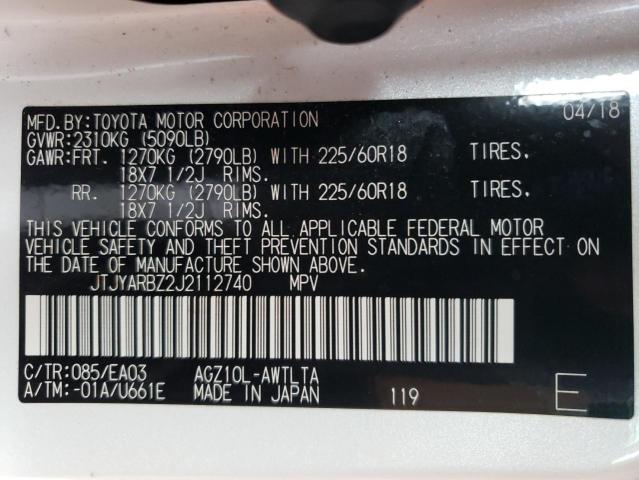 MFD.BY:TOYOTA MOTOR CORPORATION 04/18
GVWR:2310KG (5090LB)
GAWR:FRT. 1270KG (2790LB) WITH 225/60R18 TIRES.
18X7 1/2J RIMS.
RR. 1270KG (2790LB) WITH 225/60R18 TIRES.
18X7 1/2J RIMS.
THIS VEHICLE CONFORMS TO ALL APPLICABLE FEDERAL MOTOR
VEHICLE SAFETY AND THEFT PREVENTION STANDARDS IN EFFECT ON
THE DATE OF MANUFACTURE SHOWN ABOVE.
JTJYARBZ2J2112740 MPV
C/TR:085/EA03 AGZ10L-AWTLTA
A/TM:-01A/U661E MADE IN JAPAN 119 E